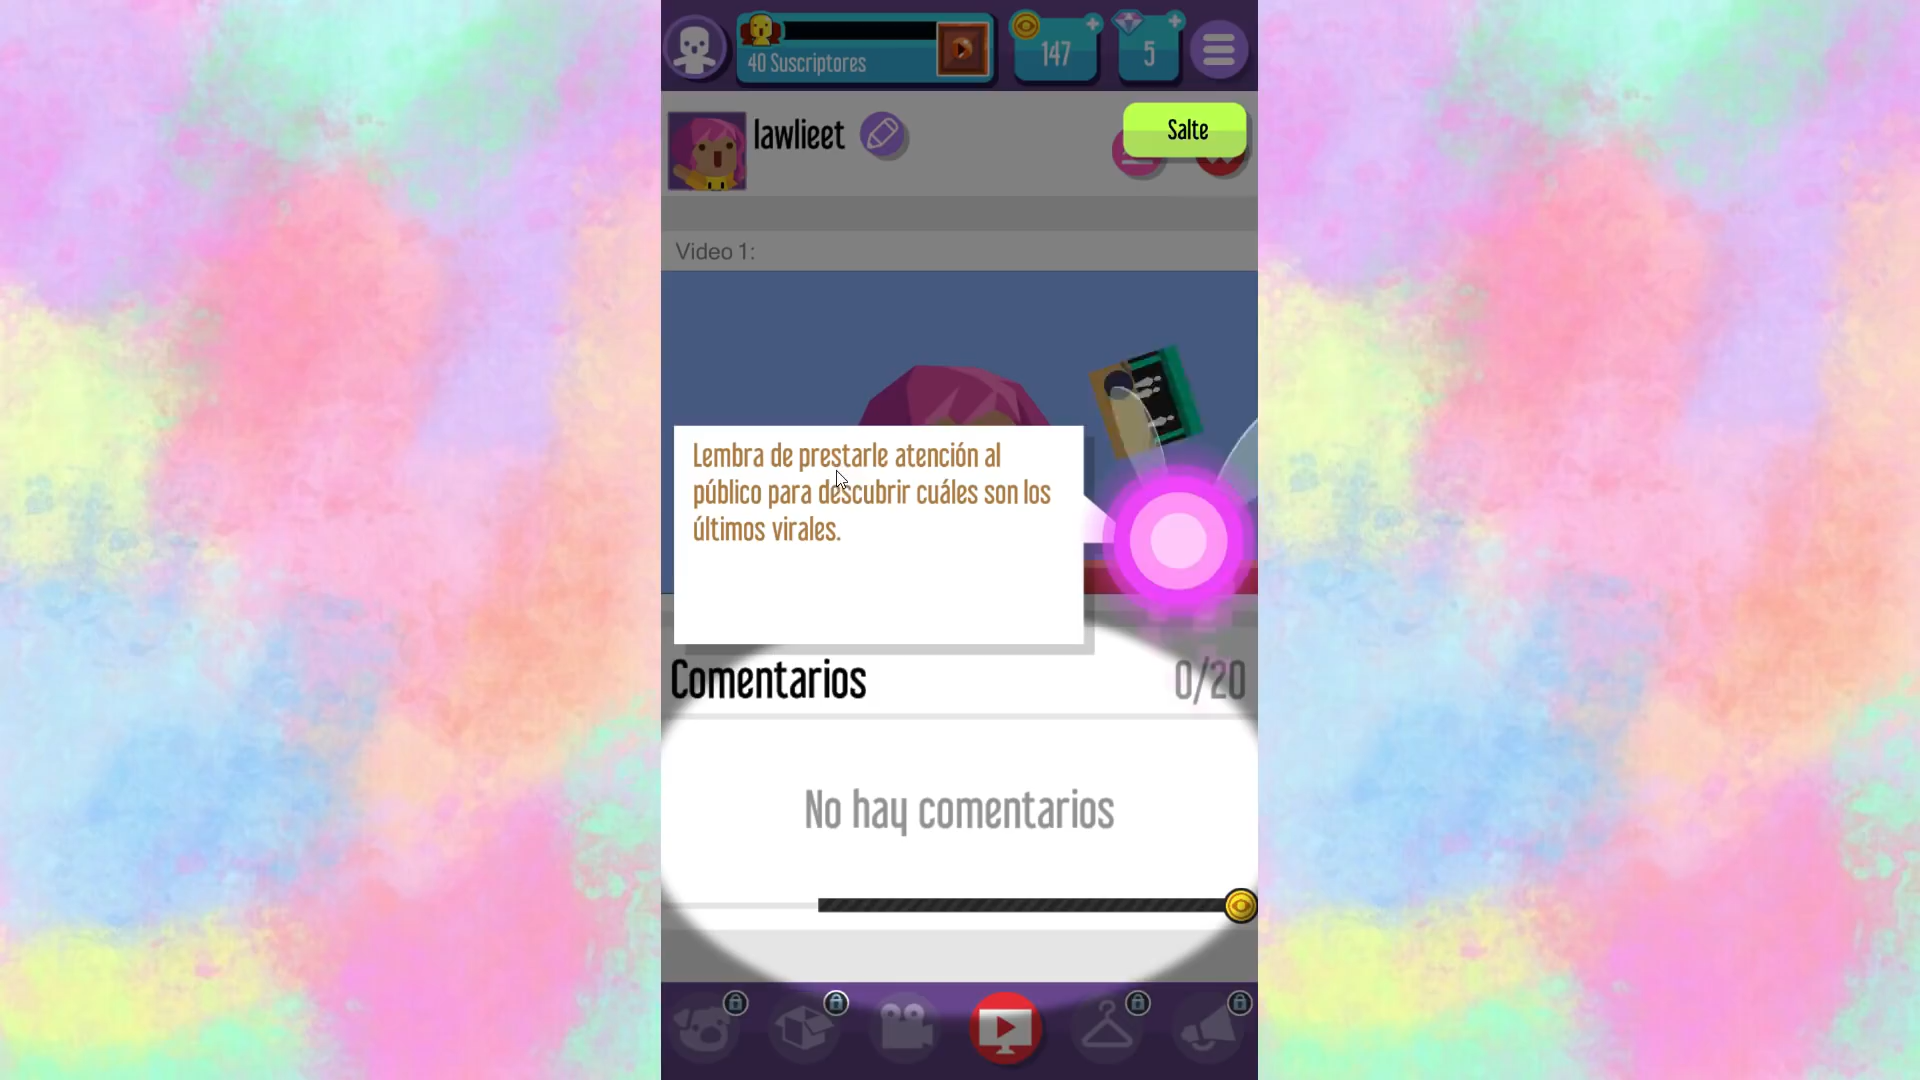 40 Suscriptores
147
5
lawlieet
Salte
Video 1:
Lembra de prestarle atención al
público para descubrir cuáles son los
últimos virales.
Comentarios
0/20
No hay comentarios